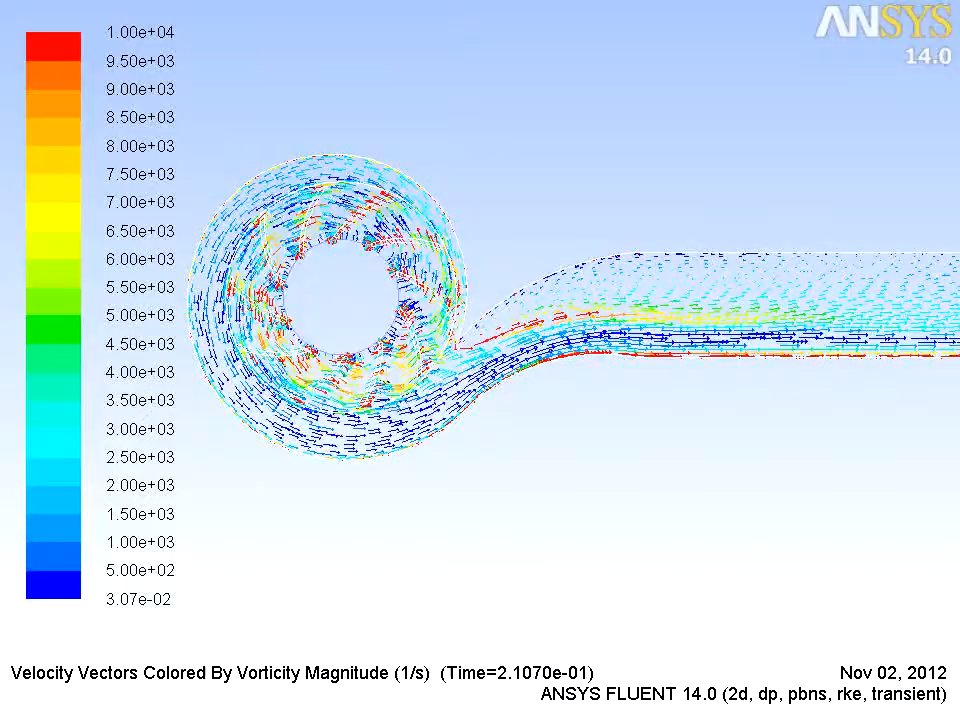 ANSYS
14.0
1.00e+04
9.50e+03
9.00e+03
8.50e+03
8.00e+03
7.50e+03
7.00e+03
6.50e+03
6.00e+03
5.50e+03
5.00e+03
4.50e+03
4.00e+03
3.50e+03
3.00e+03
2.50e+03
2.00e+03
1.50e+03
1.00e+03
5.00e+02
3.07e-02
Velocity Vectors Colored By Vorticity Magnitude (1/s)  (Time=2.1070e-01)
Nov 02, 2012
ANSYS FLUENT 14.0 (2d, dp, pbns, rke, transient)